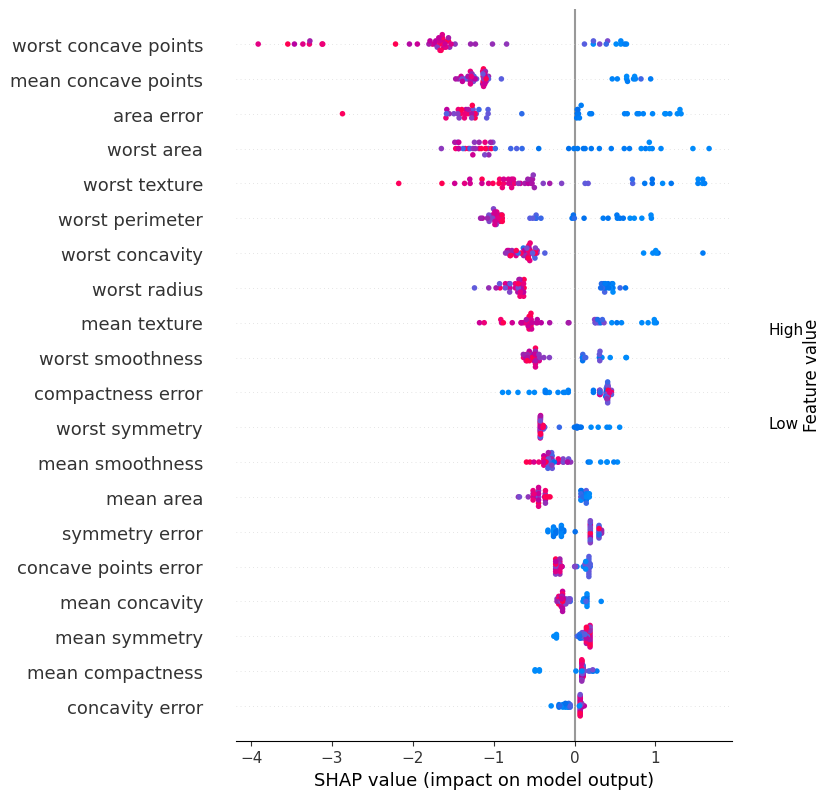 worst concave points
mean concave points
area error
worst area
worst texture
worst perimeter
worst concavity
worst radius
mean texture
worst smoothness
compactness error
worst symmetry
mean smoothness
mean area
symmetry error
concave points error
mean concavity
mean symmetry
mean compactness
concavity error
−4 −3 −2 −1 0 1
SHAP value (impact on model output)
High
Low
Feature value